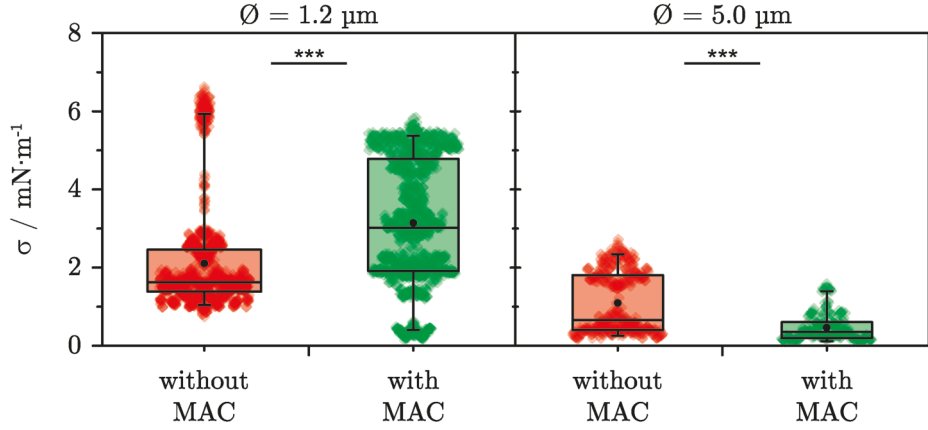 Ø = 1.2 µm
Ø = 5.0 µm
8
6
4
2
0
σ / mN·m⁻¹
***
***
without
MAC
with
MAC
without
MAC
with
MAC